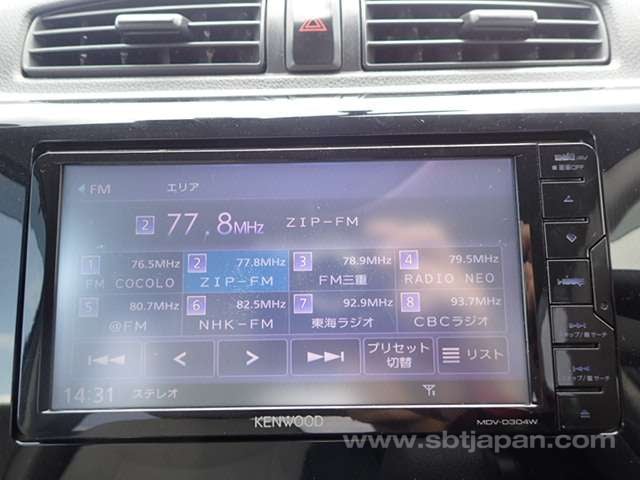 FM エリア
2 77.8MHz ZIP-FM
1 76.5MHz 2 77.8MHz 3 78.9MHz 4 79.5MHz
FM COCOLO ZIP-FM FM三重 RADIO NEO
5 80.7MHz 6 82.5MHz 7 92.9MHz 8 93.7MHz
@FM NHK-FM 東海ラジオ CBCラジオ
プリセット
切替 リスト
14:31 ステレオ
KENWOOD MDV-D304W
www.sbtjapan.com